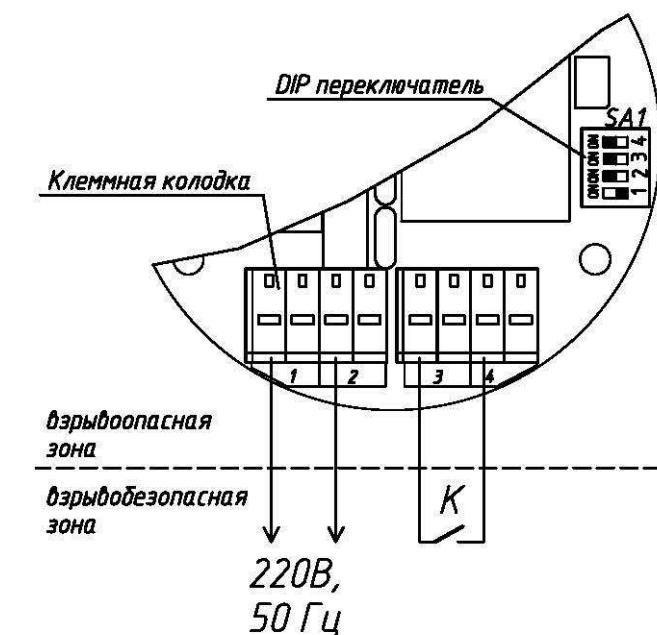 DIP переключатель
SA1
ON ON ON ON
1 2 3 4
Клеммная колодка
1 2 3 4
взрывоопасная
зона
взрывобезопасная
зона
K
220В,
50 Гц